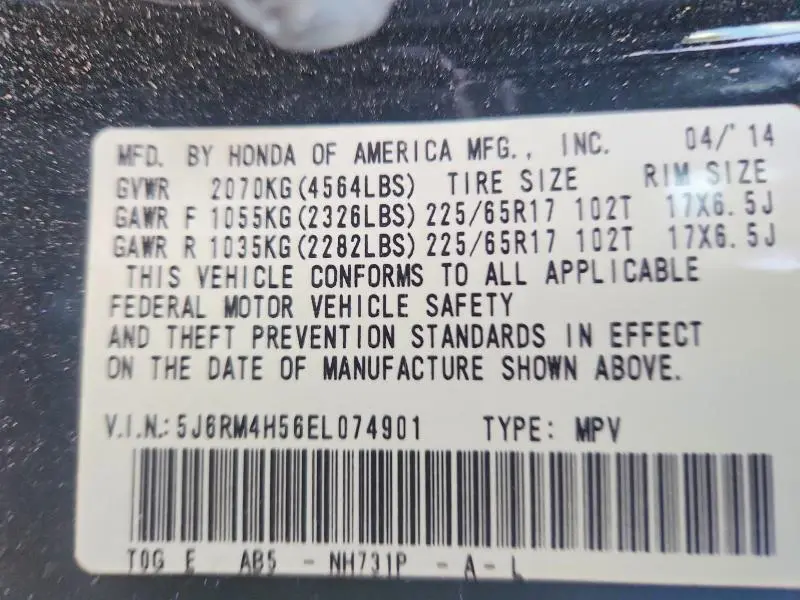 MFD. BY HONDA OF AMERICA MFG., INC. 04/'14
GVWR 2070KG(4564LBS) TIRE SIZE RIM SIZE
GAWR F 1055KG(2326LBS) 225/65R17 102T 17X6.5J
GAWR R 1035KG(2282LBS) 225/65R17 102T 17X6.5J
THIS VEHICLE CONFORMS TO ALL APPLICABLE
FEDERAL MOTOR VEHICLE SAFETY
AND THEFT PREVENTION STANDARDS IN EFFECT
ON THE DATE OF MANUFACTURE SHOWN ABOVE.
V.I.N.: 5J6RM4H56EL074901 TYPE: MPV
T0G E AB5 - NH731P - A - L